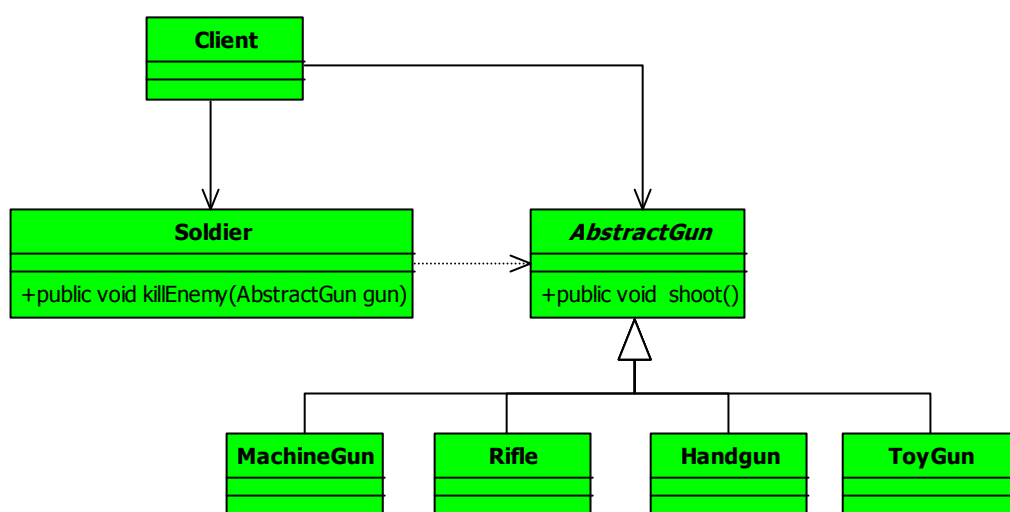 Client
Soldier
+public void killEnemy(AbstractGun gun)
AbstractGun
+public void shoot()
MachineGun
Rifle
Handgun
ToyGun